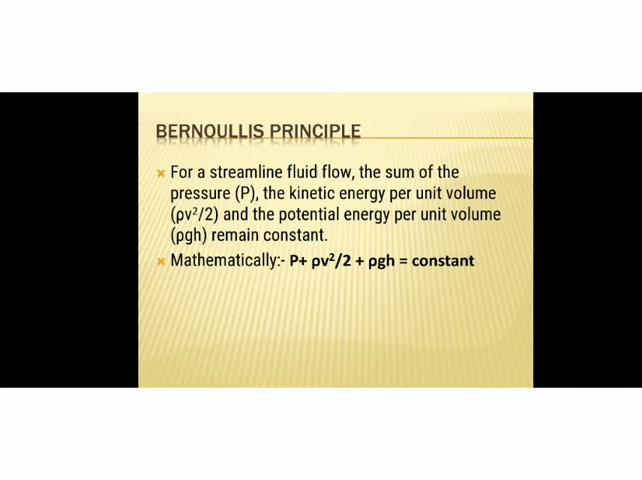 BERNOULLIS PRINCIPLE
× For a streamline fluid flow, the sum of the
pressure (P), the kinetic energy per unit volume
(ρv²/2) and the potential energy per unit volume
(ρgh) remain constant.
× Mathematically:- P+ ρv²/2 + ρgh = constant